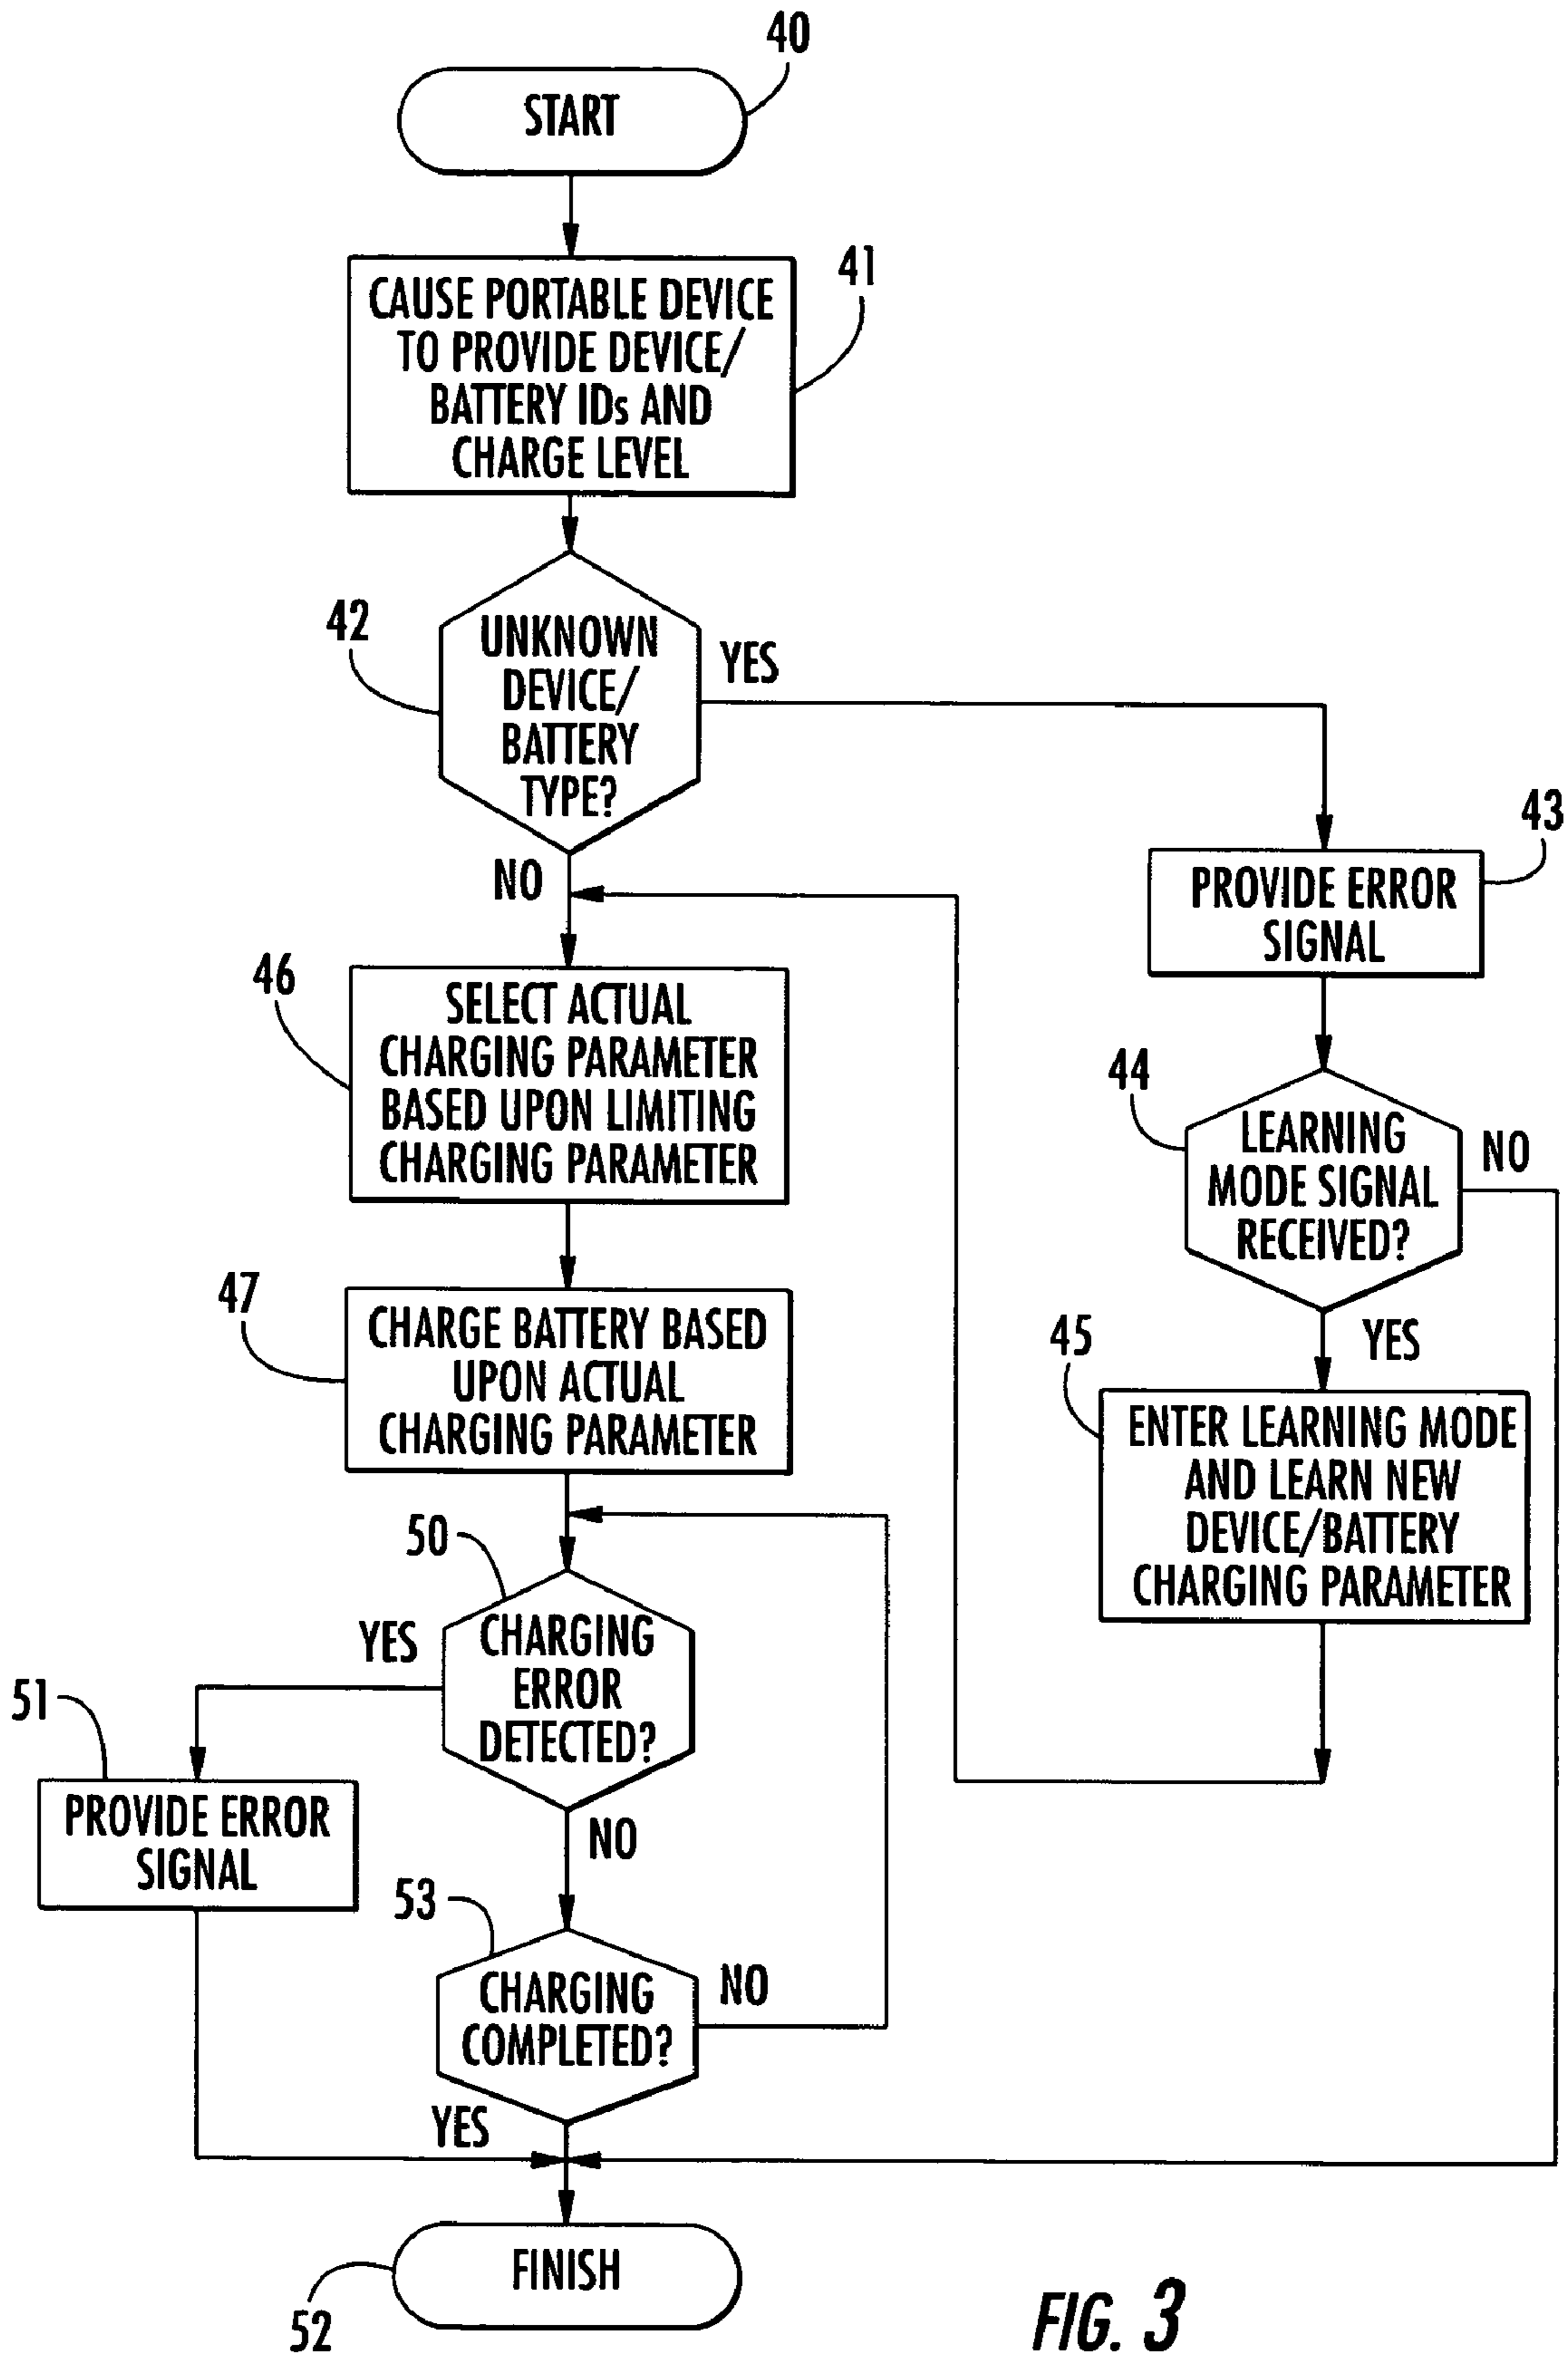 40
START
41
CAUSE PORTABLE DEVICE
TO PROVIDE DEVICE/
BATTERY IDs AND
CHARGE LEVEL
42
UNKNOWN
DEVICE/
BATTERY
TYPE?
YES
NO
43
PROVIDE ERROR
SIGNAL
44
LEARNING
MODE SIGNAL
RECEIVED?
NO
YES
45
ENTER LEARNING MODE
AND LEARN NEW
DEVICE/BATTERY
CHARGING PARAMETER
46
SELECT ACTUAL
CHARGING PARAMETER
BASED UPON LIMITING
CHARGING PARAMETER
47
CHARGE BATTERY BASED
UPON ACTUAL
CHARGING PARAMETER
50
CHARGING
ERROR
DETECTED?
YES
NO
51
PROVIDE ERROR
SIGNAL
53
CHARGING
COMPLETED?
NO
YES
FINISH
52
FIG. 3